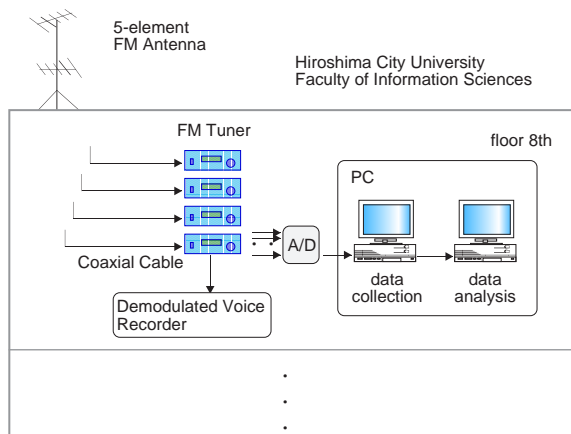 5-element
FM Antenna
Hiroshima City University
Faculty of Information Sciences
FM Tuner
floor 8th
PC
A/D
Coaxial Cable
data
collection
data
analysis
Demodulated Voice
Recorder